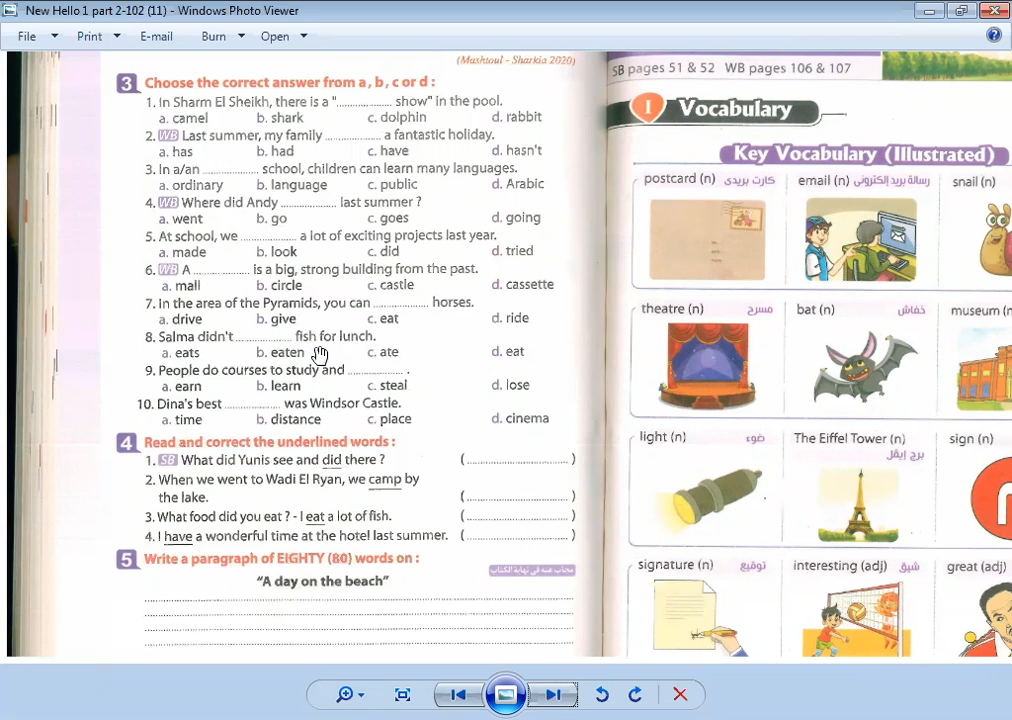 New Hello 1 part 2-102 (11) - Windows Photo Viewer
File Print E-mail Burn Open
(Mashtoul - Sharkia 2020)
3 Choose the correct answer from a, b, c or d :
1. In Sharm El Sheikh, there is a ".................. show" in the pool.
a. camel b. shark c. dolphin d. rabbit
2. WB Last summer, my family .................. a fantastic holiday.
a. has b. had c. have d. hasn't
3. In a/an .................. school, children can learn many languages.
a. ordinary b. language c. public d. Arabic
4. WB Where did Andy .................. last summer ?
a. went b. go c. goes d. going
5. At school, we .................. a lot of exciting projects last year.
a. made b. look c. did d. tried
6. WB A .................. is a big, strong building from the past.
a. mall b. circle c. castle d. cassette
7. In the area of the Pyramids, you can .................. horses.
a. drive b. give c. eat d. ride
8. Salma didn't .................. fish for lunch.
a. eats b. eaten c. ate d. eat
9. People do courses to study and .................. .
a. earn b. learn c. steal d. lose
10. Dina's best .................. was Windsor Castle.
a. time b. distance c. place d. cinema
4 Read and correct the underlined words :
1. SB What did Yunis see and did there ? (..............................)
2. When we went to Wadi El Ryan, we camp by
the lake. (..............................)
3. What food did you eat ? - I eat a lot of fish. (..............................)
4. I have a wonderful time at the hotel last summer. (..............................)
5 Write a paragraph of EIGHTY (80) words on :
مجاب عنه في نهاية الكتاب
"A day on the beach"
SB pages 51 & 52 WB pages 106 & 107
I Vocabulary
Key Vocabulary (Illustrated)
postcard (n) كارت بريدى email (n) رسالة بريد إلكترونى snail (n)
theatre (n) مسرح bat (n) خفاش museum (n
light (n) ضوء The Eiffel Tower (n) sign (n)
برج إيفل
signature (n) توقيع interesting (adj) شيق great (adj)